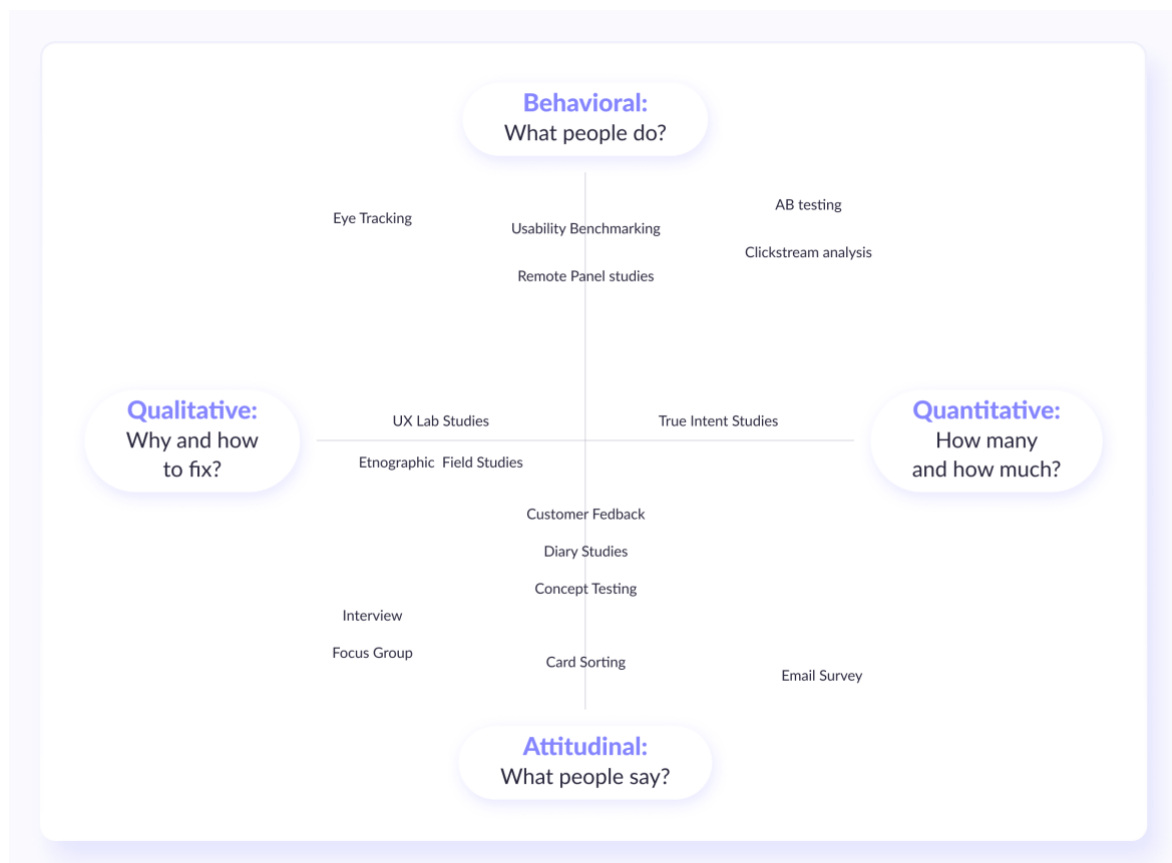 Behavioral:
What people do?
AB testing
Eye Tracking
Usability Benchmarking
Clickstream analysis
Remote Panel studies
Qualitative:
Why and how
to fix?
UX Lab Studies
True Intent Studies
Quantitative:
How many
and how much?
Etnographic  Field Studies
Customer Fedback
Diary Studies
Concept Testing
Interview
Focus Group
Card Sorting
Email Survey
Attitudinal:
What people say?